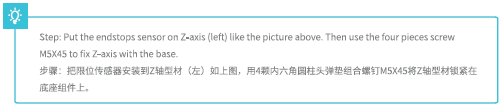 Step: Put the endstops sensor on Z-axis (left) like the picture above. Then use the four pieces screw
M5X45 to fix Z-axis with the base.
步骤：把限位传感器安装到Z轴型材（左）如上图，用4颗内六角圆柱头弹垫组合螺钉M5X45将Z轴型材锁紧在
底座组件上。